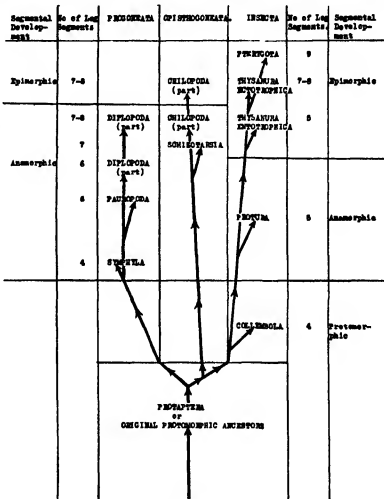 Segmental Develop- ment
No of Leg Segments
PROGONEATA
OPISTHOGONEATA
INSECTA
No of Leg Segments.
Segmental Develop- ment
PTERYGOTA
9
Epimorphic
7-8
CHILOPODA (part)
THYSANURA ECTOTROPHICA
7-8
Epimorphic
7-8
DIPLOPODA (part)
CHILOPODA (part)
THYSANURA ENTOTROPHICA
5
7
SCHIZOTARSIA
Anamorphic
6
DIPLOPODA (part)
6
PAUROPODA
PROTURA
5
Anamorphic
4
SYMPHYLA
COLLEMBOLA
4
Protomor- phic
PROTAPTERA
or
ORIGINAL PROTOMORPHIC ANCESTORS